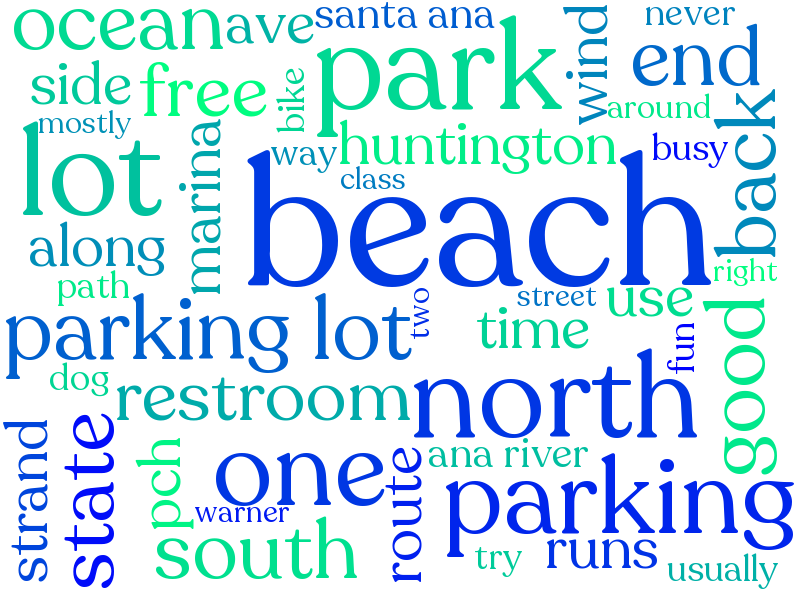 ocean
ave
santa ana
never
side
free
bike
park
wind
end
mostly
around
lot
marina
way
huntington
busy
back
class
beach
along
path
right
parking lot
two
street
use
time
fun
good
dog
restroom
north
strand
state
pch
one
route
ana river
parking
warner
south
try
runs
usually